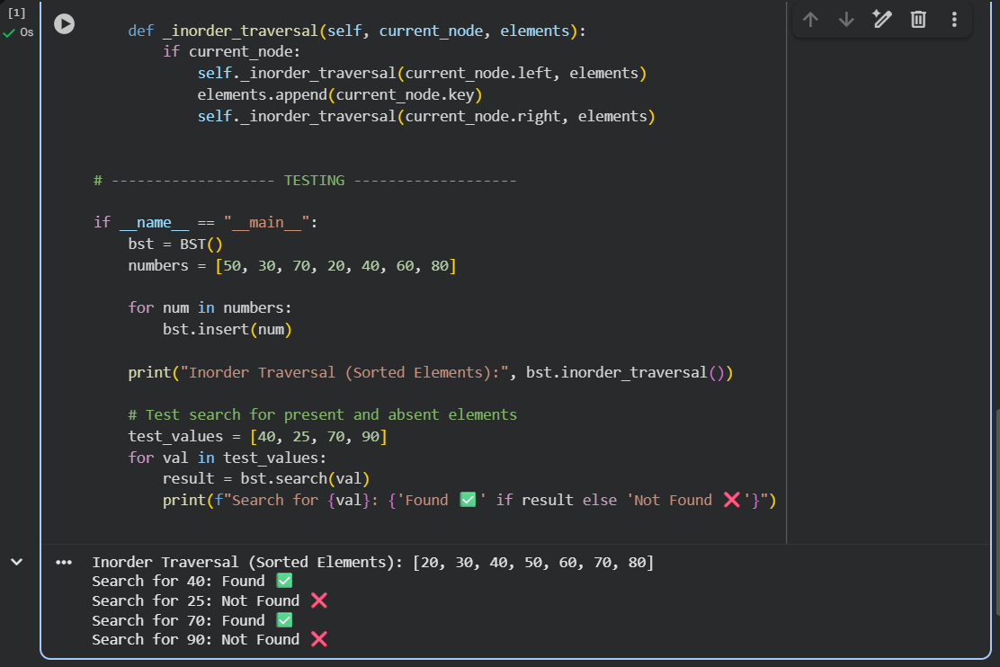 [1]
0s
def _inorder_traversal(self, current_node, elements):
if current_node:
self._inorder_traversal(current_node.left, elements)
elements.append(current_node.key)
self._inorder_traversal(current_node.right, elements)
# ------------------- TESTING -------------------
if __name__ == "__main__":
bst = BST()
numbers = [50, 30, 70, 20, 40, 60, 80]
for num in numbers:
bst.insert(num)
print("Inorder Traversal (Sorted Elements):", bst.inorder_traversal())
# Test search for present and absent elements
test_values = [40, 25, 70, 90]
for val in test_values:
result = bst.search(val)
print(f"Search for {val}: {'Found ✅' if result else 'Not Found ❌'}")
Inorder Traversal (Sorted Elements): [20, 30, 40, 50, 60, 70, 80]
Search for 40: Found ✅
Search for 25: Not Found ❌
Search for 70: Found ✅
Search for 90: Not Found ❌